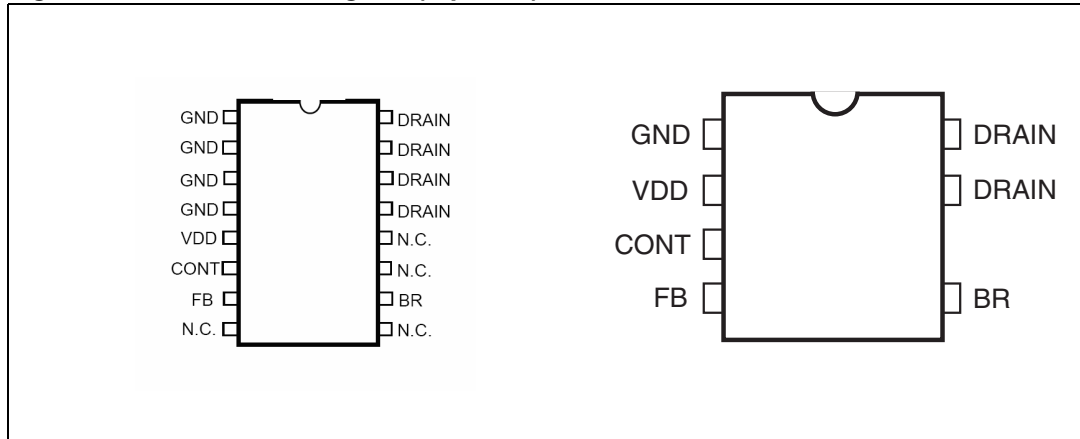 GND DRAIN
GND DRAIN
GND DRAIN
GND DRAIN
VDD N.C.
CONT N.C.
FB BR
N.C. N.C.
GND DRAIN
VDD DRAIN
CONT
FB BR